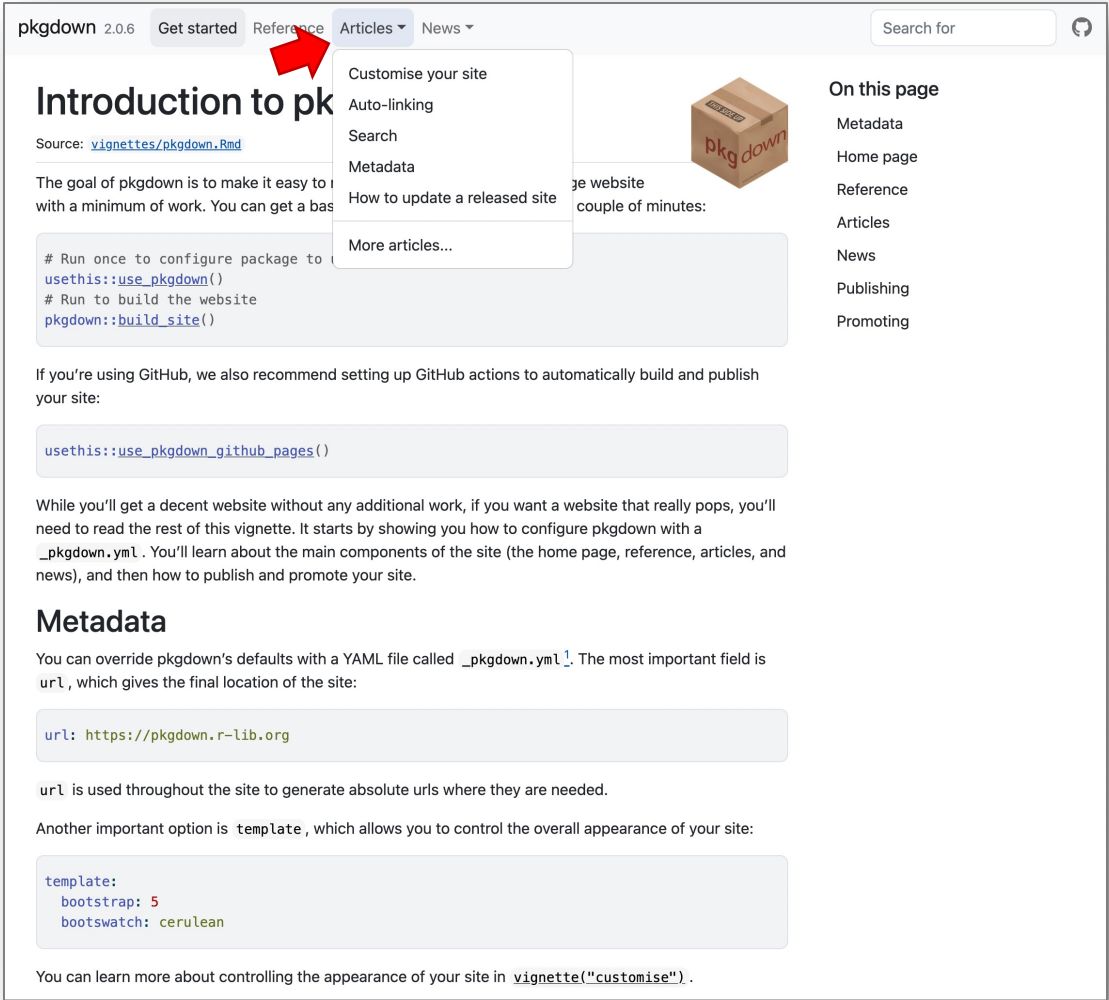 pkgdown 2.0.6 Get started Reference Articles News Search for
Customise your site
Auto-linking
Search
Metadata
How to update a released site
More articles...
Introduction to pk
Source: vignettes/pkgdown.Rmd
pkgdown
On this page
Metadata
Home page
Reference
Articles
News
Publishing
Promoting
The goal of pkgdown is to make it easy to ge website
with a minimum of work. You can get a bas couple of minutes:
# Run once to configure package to
usethis::use_pkgdown()
# Run to build the website
pkgdown::build_site()
If you’re using GitHub, we also recommend setting up GitHub actions to automatically build and publish
your site:
usethis::use_pkgdown_github_pages()
While you’ll get a decent website without any additional work, if you want a website that really pops, you’ll
need to read the rest of this vignette. It starts by showing you how to configure pkgdown with a
_pkgdown.yml. You’ll learn about the main components of the site (the home page, reference, articles, and
news), and then how to publish and promote your site.
Metadata
You can override pkgdown’s defaults with a YAML file called _pkgdown.yml1. The most important field is
url, which gives the final location of the site:
url: https://pkgdown.r-lib.org
url is used throughout the site to generate absolute urls where they are needed.
Another important option is template, which allows you to control the overall appearance of your site:
template:
  bootstrap: 5
  bootswatch: cerulean
You can learn more about controlling the appearance of your site in vignette("customise").